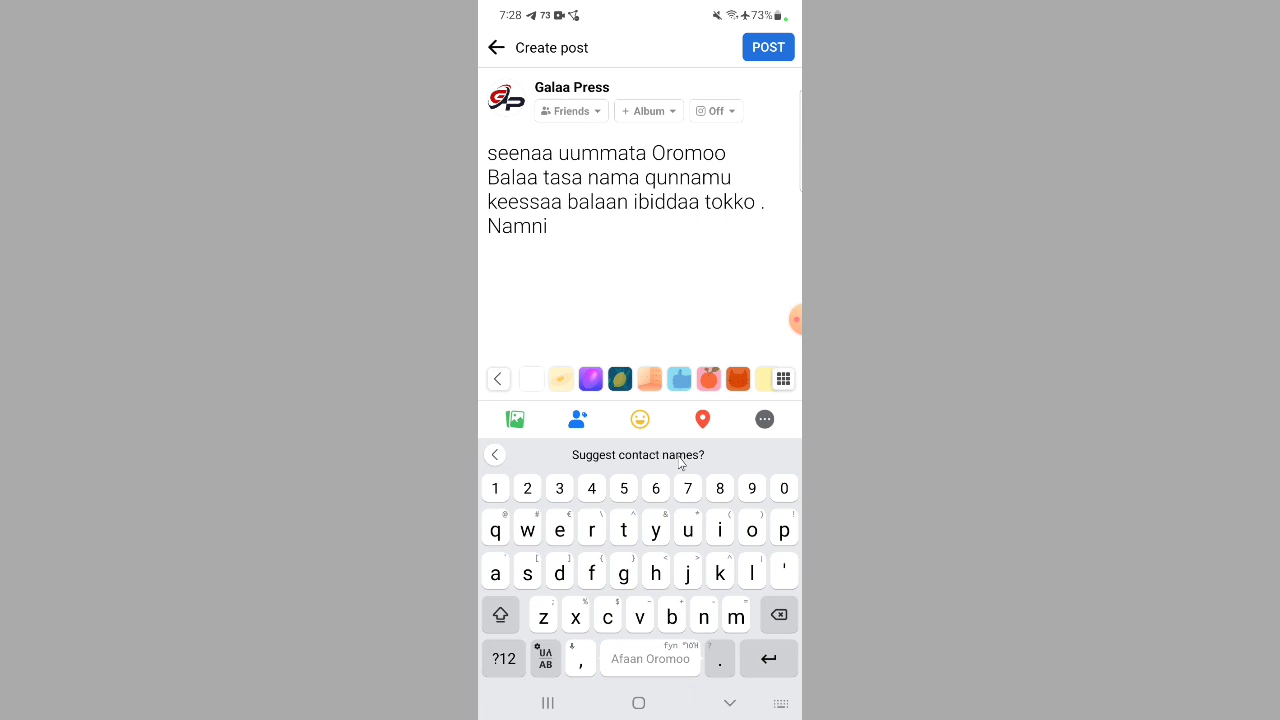 7:28 73 73%
Create post POST
GP
Galaa Press
Friends + Album Off
seenaa uummata Oromoo
Balaa tasa nama qunnamu
keessaa balaan ibiddaa tokko .
Namni
Suggest contact names?
1 2 3 4 5 6 7 8 9 0
q w e r t y u i o p
a s d f g h j k l '
z x c v b n m
?12 , Afaan Oromoo .